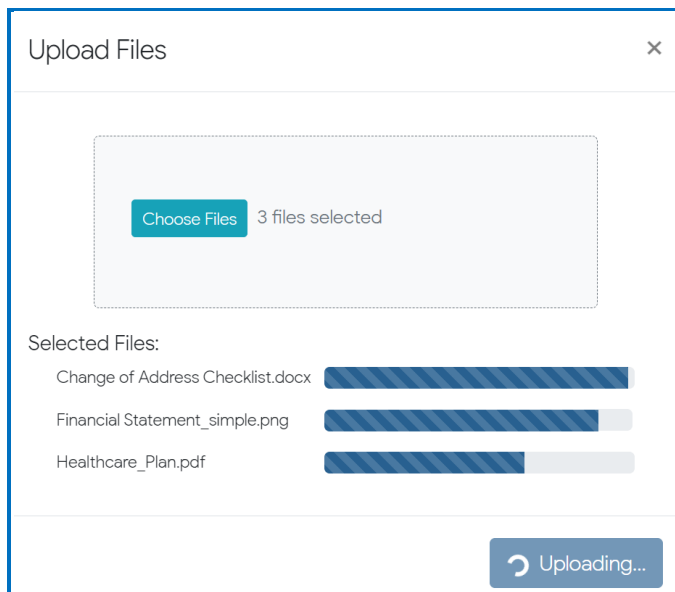 Upload Files
Choose Files 3 files selected
Selected Files:
Change of Address Checklist.docx
Financial Statement_simple.png
Healthcare_Plan.pdf
Uploading...